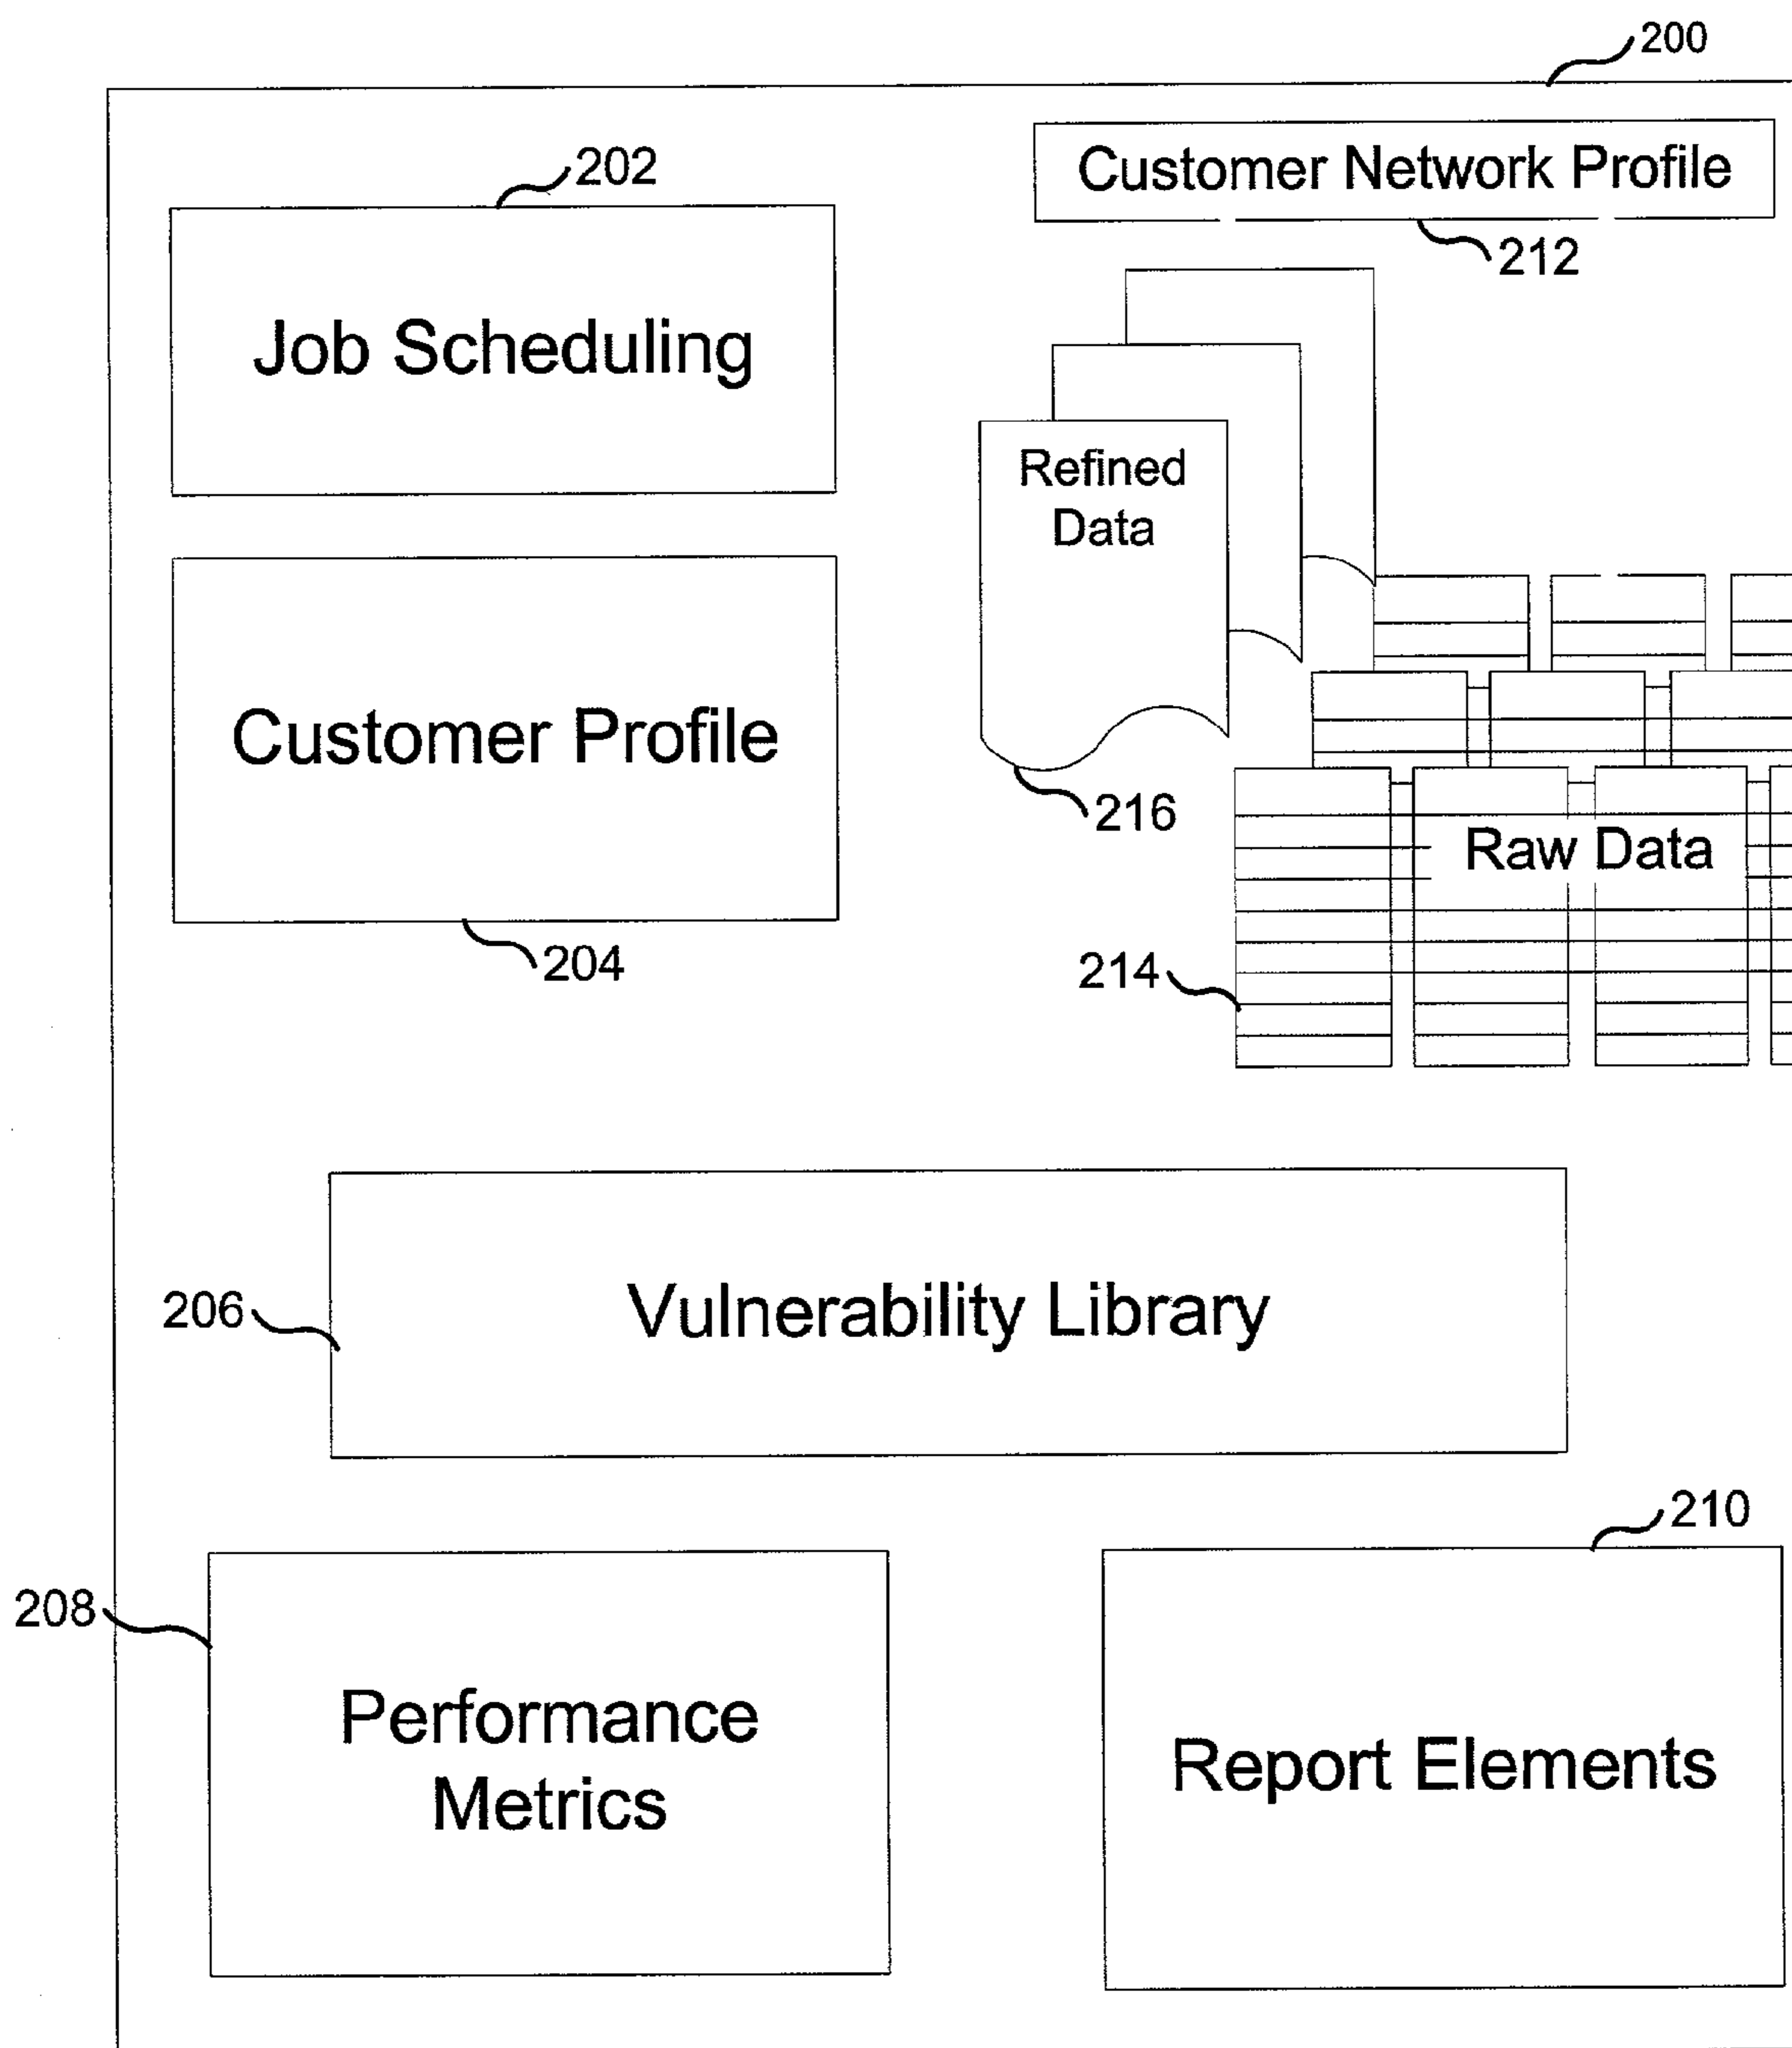 200
202
Customer Network Profile
212
Job Scheduling
Refined
Data
Customer Profile
216
Raw Data
204
214
206
Vulnerability Library
210
208
Performance
Metrics
Report Elements